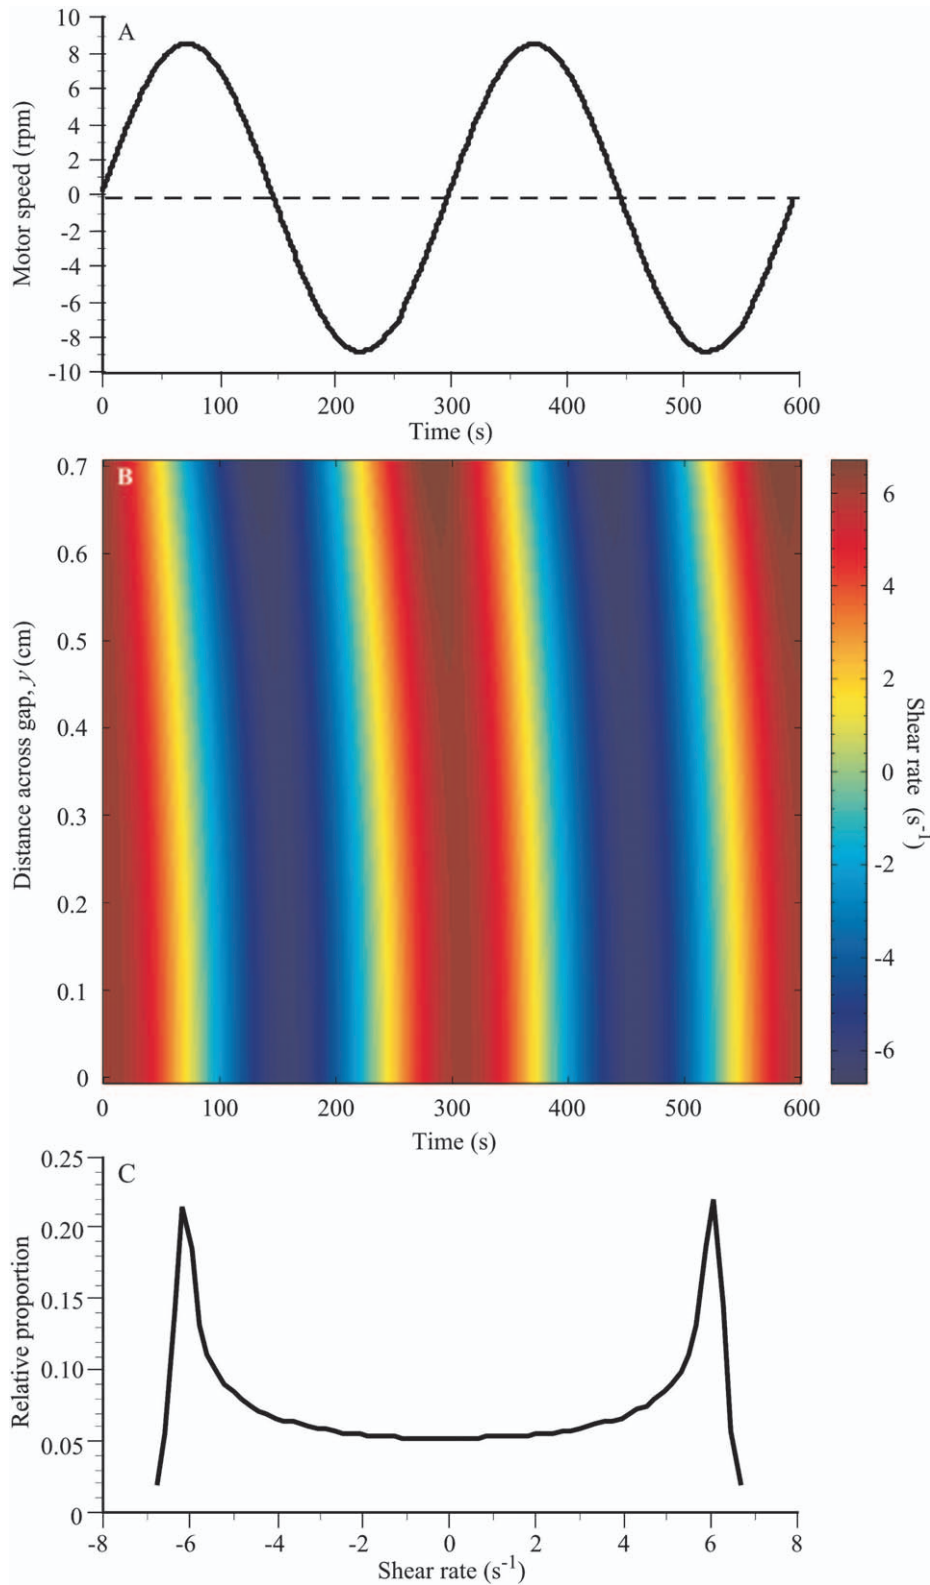 A
10
8
6
4
2
0
-2
-4
-6
-8
-10
Motor speed (rpm)
0 100 200 300 400 500 600
Time (s)
B
0.7
0.6
0.5
0.4
0.3
0.2
0.1
0
Distance across gap, y (cm)
0 100 200 300 400 500 600
Time (s)
6
4
2
0
-2
-4
-6
Shear rate (s-1)
C
0.25
0.20
0.15
0.10
0.05
0
Relative proportion
-8 -6 -4 -2 0 2 4 6 8
Shear rate (s-1)